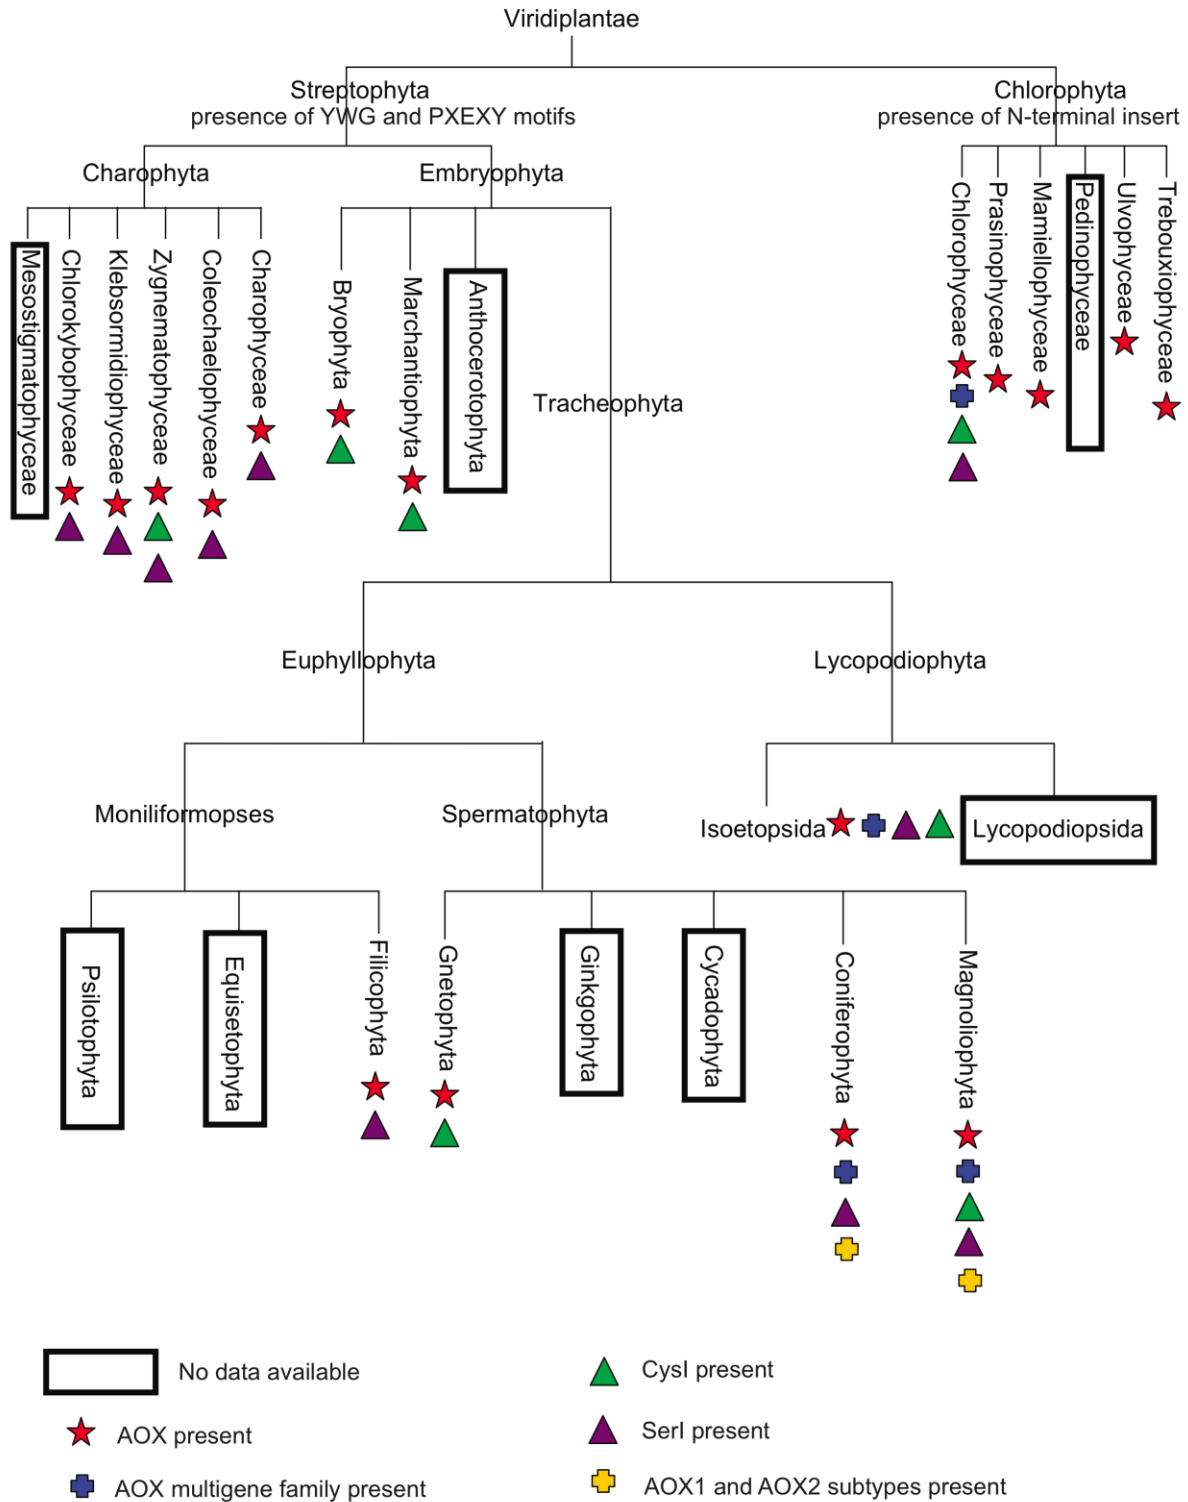 Viridiplantae
Streptophyta
presence of YWG and PXEXY motifs
Chlorophyta
presence of N-terminal insert
Charophyta
Embryophyta
Mesostigmatophyceae
Chlorokybophyceae
Klebsormidiophyceae
Zygnematophyceae
Coleochaelophyceae
Charophyceae
Bryophyta
Marchantiophyta
Anthocerotophyta
Tracheophyta
Chlorophyceae
Prasinophyceae
Mamiellophyceae
Pedinophyceae
Ulvophyceae
Trebouxiophyceae
Euphyllophyta
Lycopodiophyta
Moniliformopses
Spermatophyta
Isoetopsida
Lycopodiopsida
Psilotophyta
Equisetophyta
Filicophyta
Gnetophyta
Ginkgophyta
Cycadophyta
Coniferophyta
Magnoliophyta
No data available
AOX present
AOX multigene family present
CysI present
SerI present
AOX1 and AOX2 subtypes present